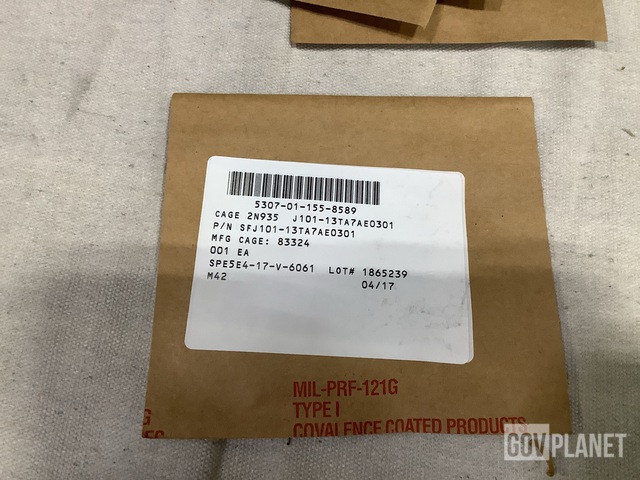 5307-01-155-8589
CAGE 2N935 J101-13TA7AE0301
P/N SFJ101-13TA7AE0301
MFG CAGE: 83324
001 EA
SPE5E4-17-V-6061 LOT# 1865239
M42 04/17
MIL-PRF-121G
TYPE I
COVALENCE COATED PRODUCTS
GOVPLANET